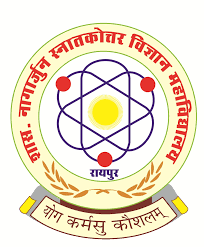 शास. नागार्जुन स्नातकोत्तर विज्ञान महाविद्यालय
रायपुर
योग कर्मसु कौशलम्